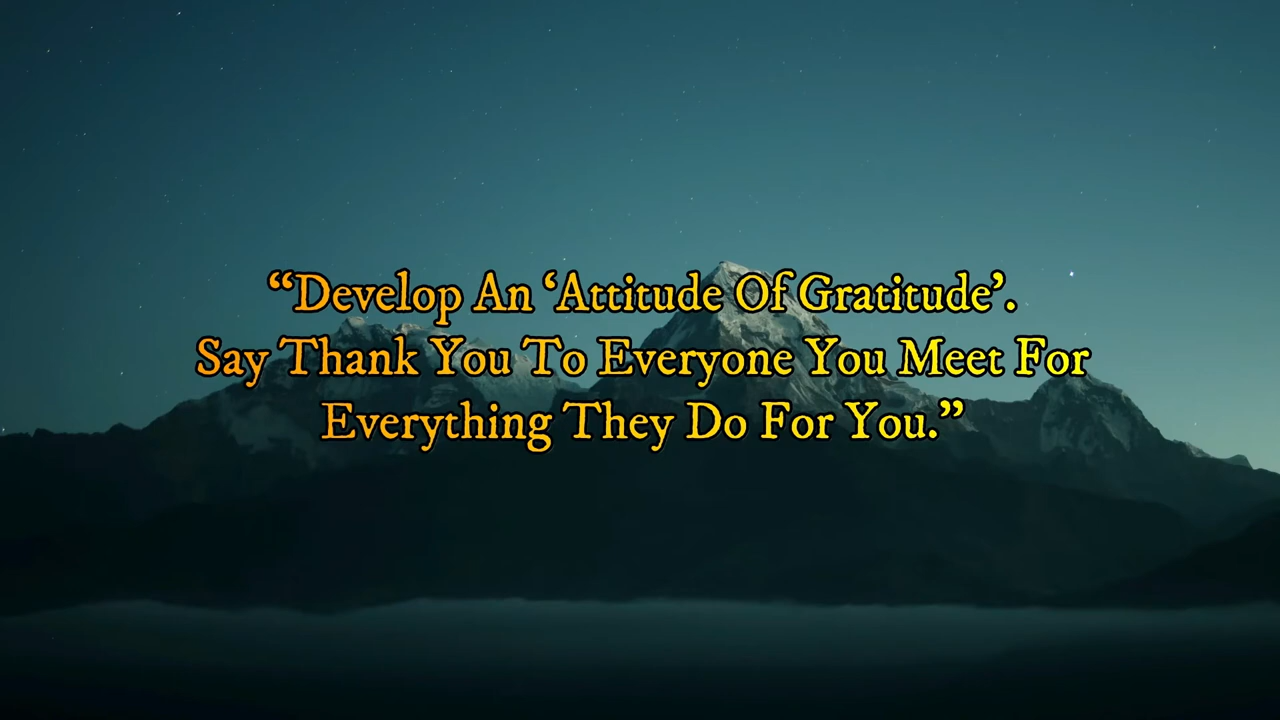 “Develop An ‘Attitude Of Gratitude’.
Say Thank You To Everyone You Meet For
Everything They Do For You.”